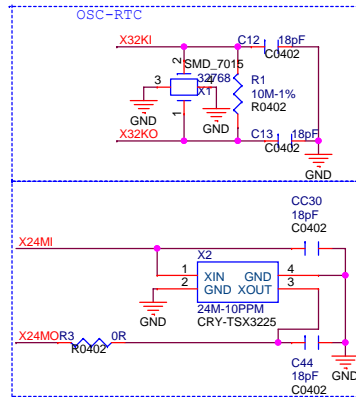 OSC-RTC
X32KI
C12 18pF
C0402
SMD_7015
2
3 4
32768
X1
R1
10M-1%
R0402
GND GND
1
X32KO
C13 18pF
C0402
GND
CC30
18pF
C0402
X24MI
X2
1 XIN GND 4
2 GND XOUT 3
GND
24M-10PPM
CRY-TSX3225
X24MO R3 0R
R0402
C44
18pF
C0402
GND